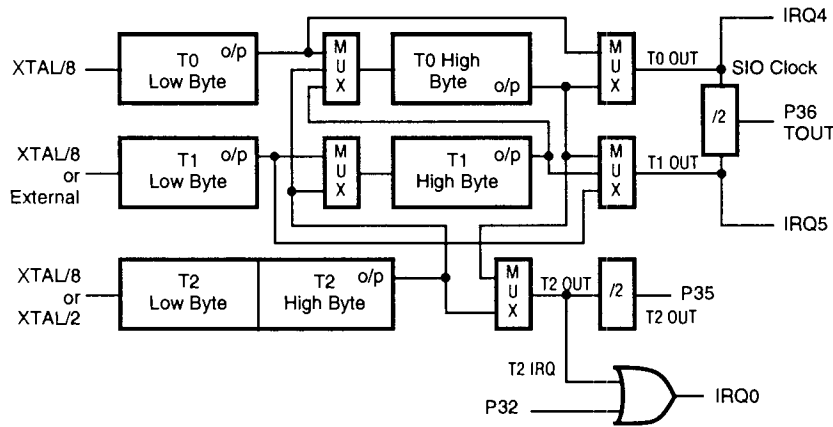 XTAL/8
T0
Low Byte
o/p
M
U
X
T0 High
Byte
o/p
M
U
X
T0 OUT
IRQ4
SIO Clock
/2
P36
TOUT
XTAL/8
or
External
T1
Low Byte
o/p
M
U
X
T1
High Byte
o/p
M
U
X
T1 OUT
IRQ5
XTAL/8
or
XTAL/2
T2
Low Byte
T2
High Byte
o/p
M
U
X
T2 OUT
/2
P35
T2 OUT
T2 IRQ
P32
IRQ0